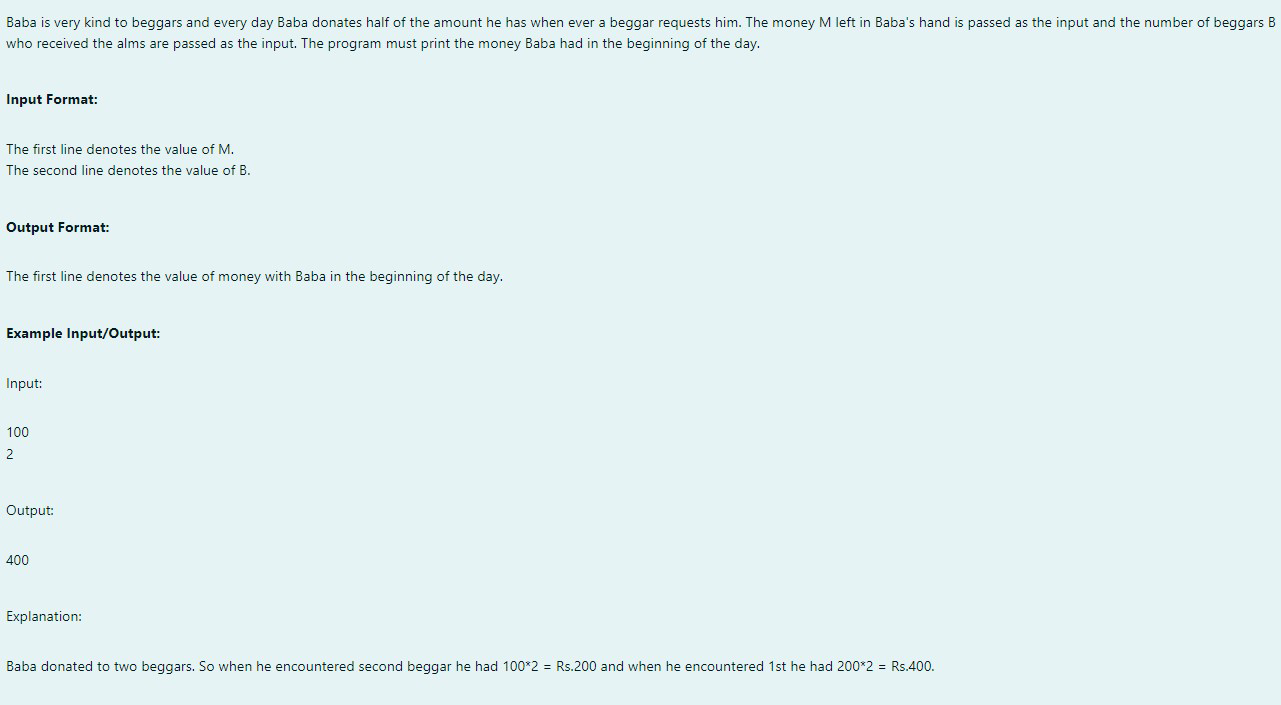 Baba is very kind to beggars and every day Baba donates half of the amount he has when ever a beggar requests him. The money M left in Baba's hand is passed as the input and the number of beggars B
who received the alms are passed as the input. The program must print the money Baba had in the beginning of the day.
Input Format:
The first line denotes the value of M.
The second line denotes the value of B.
Output Format:
The first line denotes the value of money with Baba in the beginning of the day.
Example Input/Output:
Input:
100
2
Output:
400
Explanation:
Baba donated to two beggars. So when he encountered second beggar he had 100*2 = Rs.200 and when he encountered 1st he had 200*2 = Rs.400.